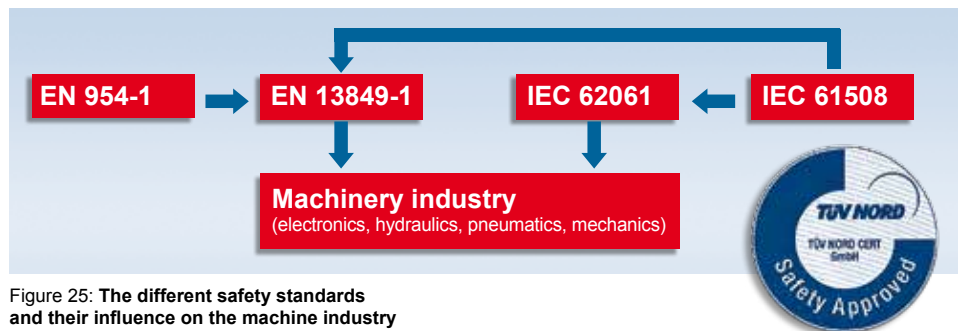 EN 954-1
EN 13849-1
IEC 62061
IEC 61508
Machinery industry
(electronics, hydraulics, pneumatics, mechanics)
TÜV NORD
TÜV NORD CERT
GmbH
Safety Approved
Figure 25: The different safety standards
and their influence on the machine industry